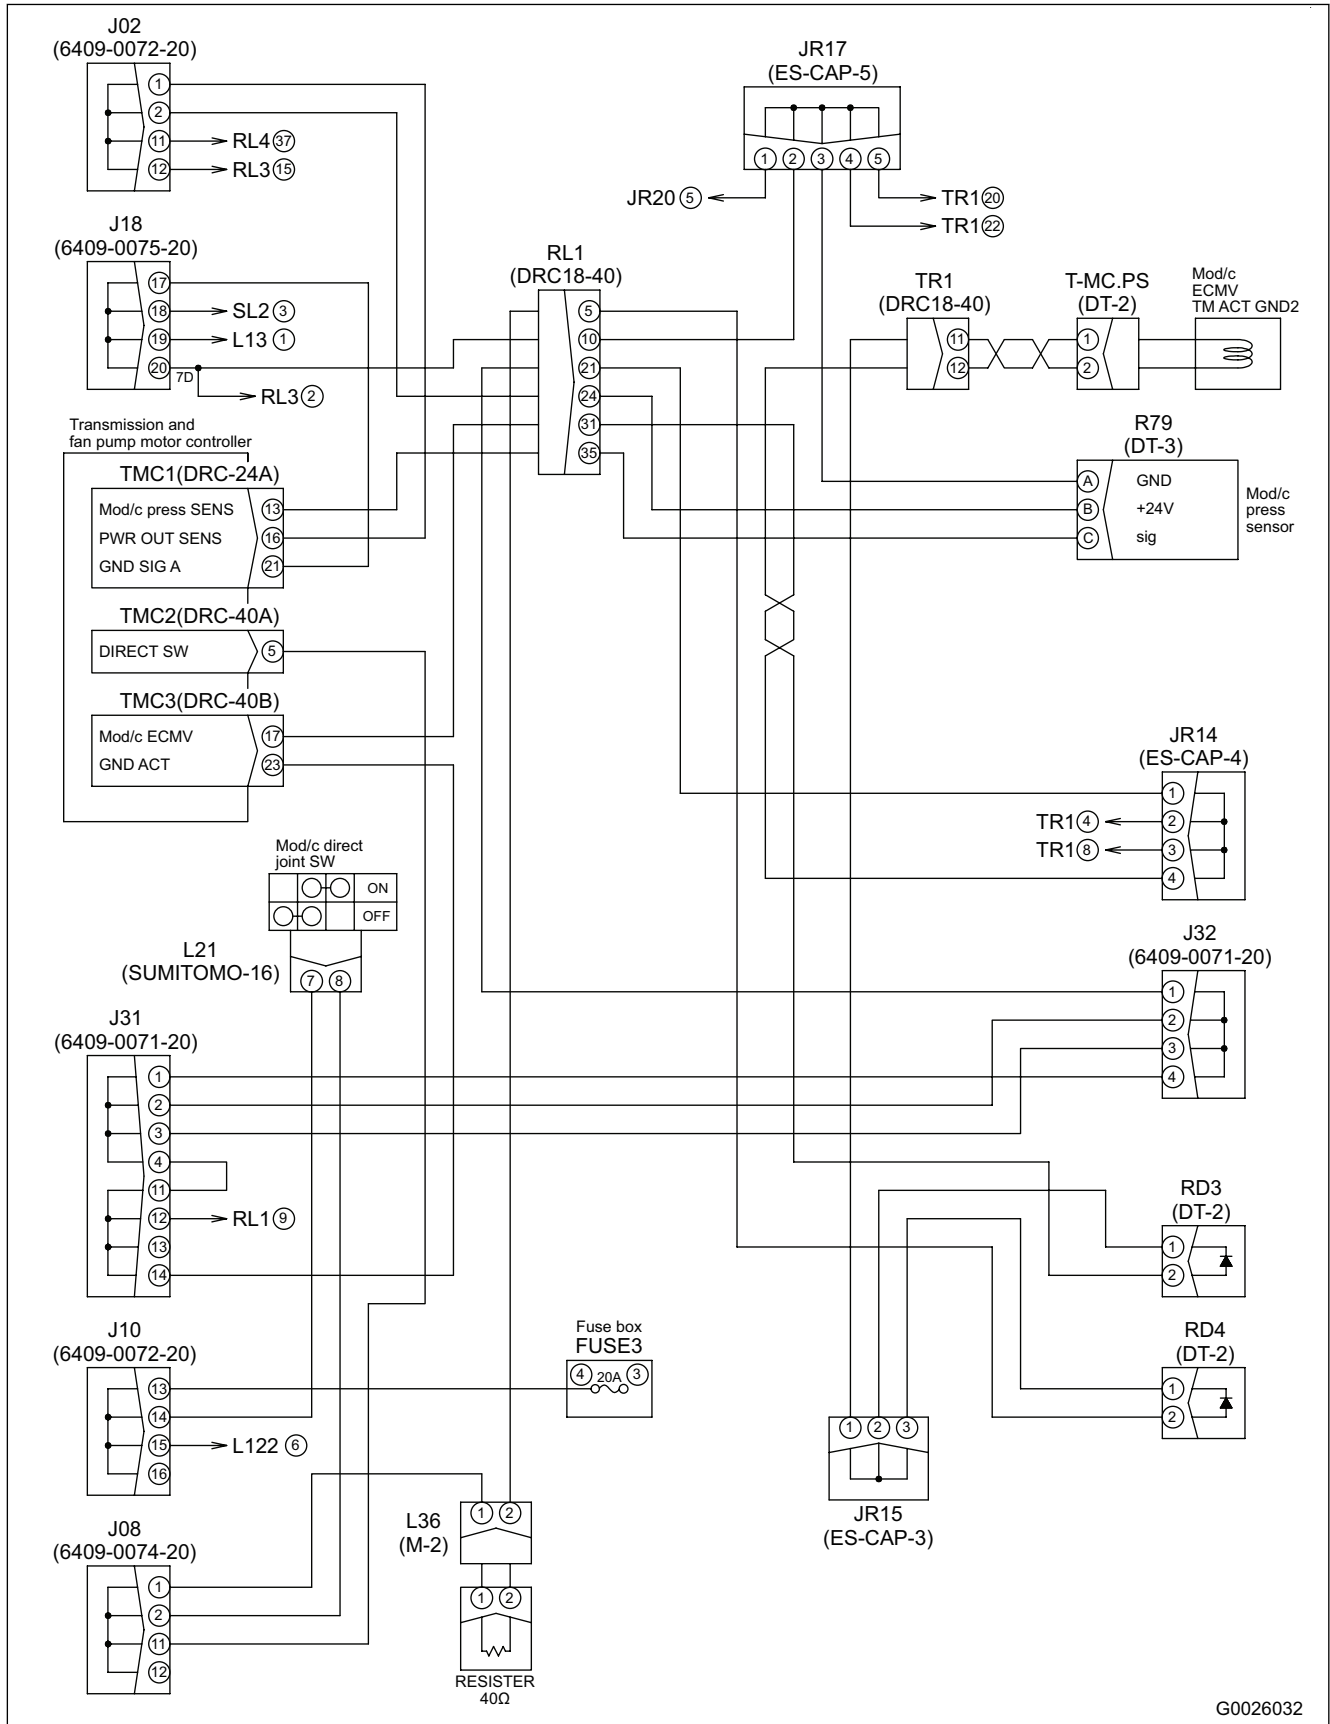 J02
(6409-0072-20)
1
2
11 RL4 37
12 RL3 15
J18
(6409-0075-20)
17
18 SL2 3
19 L13 1
20 7D
RL3 2
Transmission and
fan pump motor controller
TMC1(DRC-24A)
Mod/c press SENS 13
PWR OUT SENS 16
GND SIG A 21
TMC2(DRC-40A)
DIRECT SW 5
TMC3(DRC-40B)
Mod/c ECMV 17
GND ACT 23
Mod/c direct
joint SW
ON
OFF
L21
(SUMITOMO-16)
7 8
J31
(6409-0071-20)
1
2
3
4
11
12 RL1 9
13
14
J10
(6409-0072-20)
13
14
15 L122 6
16
J08
(6409-0074-20)
1
2
11
12
L36
(M-2)
1 2
1 2
RESISTER
40Ω
Fuse box
FUSE3
4 20A 3
RL1
(DRC18-40)
5
10
21
24
31
35
JR17
(ES-CAP-5)
1 2 3 4 5
JR20 5
TR1 20
TR1 22
TR1
(DRC18-40)
11
12
T-MC.PS
(DT-2)
1
2
Mod/c
ECMV
TM ACT GND2
R79
(DT-3)
A GND
B +24V
C sig
Mod/c
press
sensor
JR14
(ES-CAP-4)
1
TR1 4 2
TR1 8 3
4
J32
(6409-0071-20)
1
2
3
4
RD3
(DT-2)
1
2
RD4
(DT-2)
1
2
1 2 3
JR15
(ES-CAP-3)
G0026032